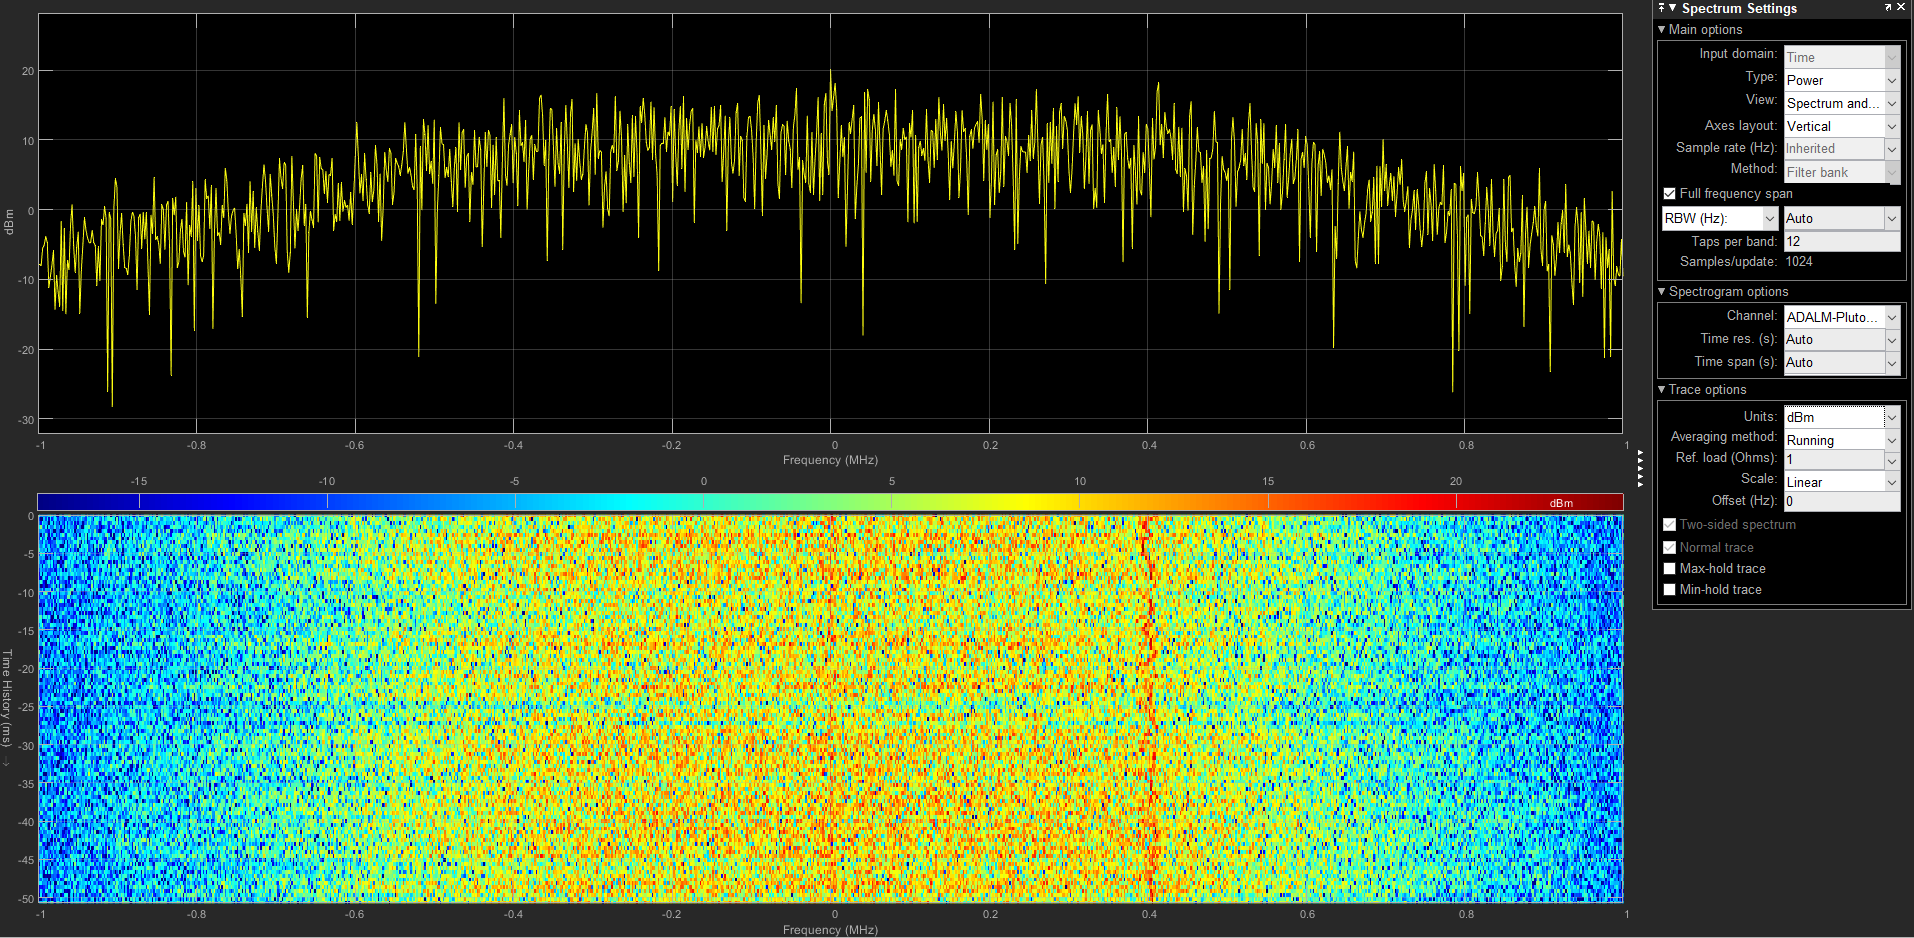 20
10
0
-10
-20
-30
dBm
-1 -0.8 -0.6 -0.4 -0.2 0 0.2 0.4 0.6 0.8 1
Frequency (MHz)
-15 -10 -5 0 5 10 15 20
dBm
0
-5
-10
-15
-20
-25
-30
-35
-40
-45
-50
Time History (ms)
-1 -0.8 -0.6 -0.4 -0.2 0 0.2 0.4 0.6 0.8 1
Frequency (MHz)
Spectrum Settings
Main options
Input domain: Time
Type: Power
View: Spectrum and...
Axes layout: Vertical
Sample rate (Hz): Inherited
Method: Filter bank
Full frequency span
RBW (Hz): Auto
Taps per band: 12
Samples/update: 1024
Spectrogram options
Channel: ADALM-Pluto...
Time res. (s): Auto
Time span (s): Auto
Trace options
Units: dBm
Averaging method: Running
Ref. load (Ohms): 1
Scale: Linear
Offset (Hz): 0
Two-sided spectrum
Normal trace
Max-hold trace
Min-hold trace